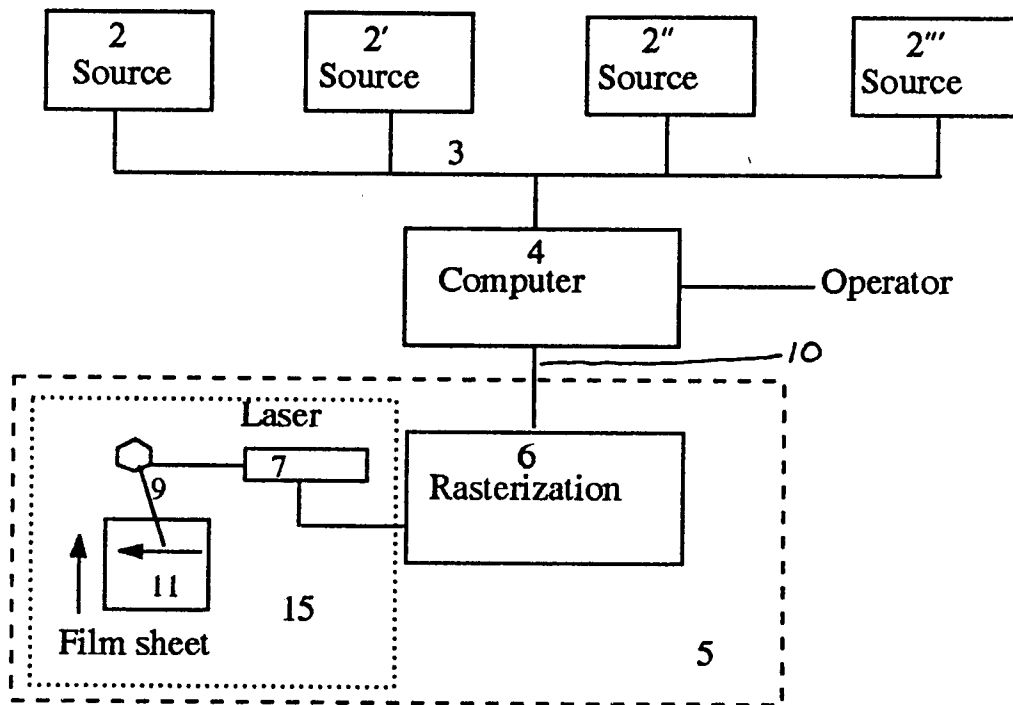 2
Source
2'
Source
2"
Source
2'"
Source
3
4
Computer
Operator
10
Laser
7
6
Rasterization
9
11
15
Film sheet
5